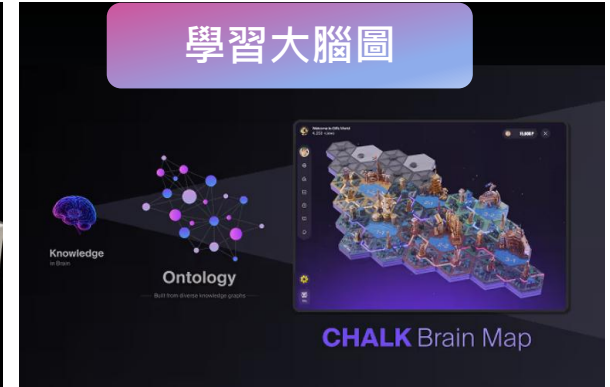 學習大腦圖
Knowledge
in Brain
Ontology
Built from diverse knowledge graphs
CHALK Brain Map